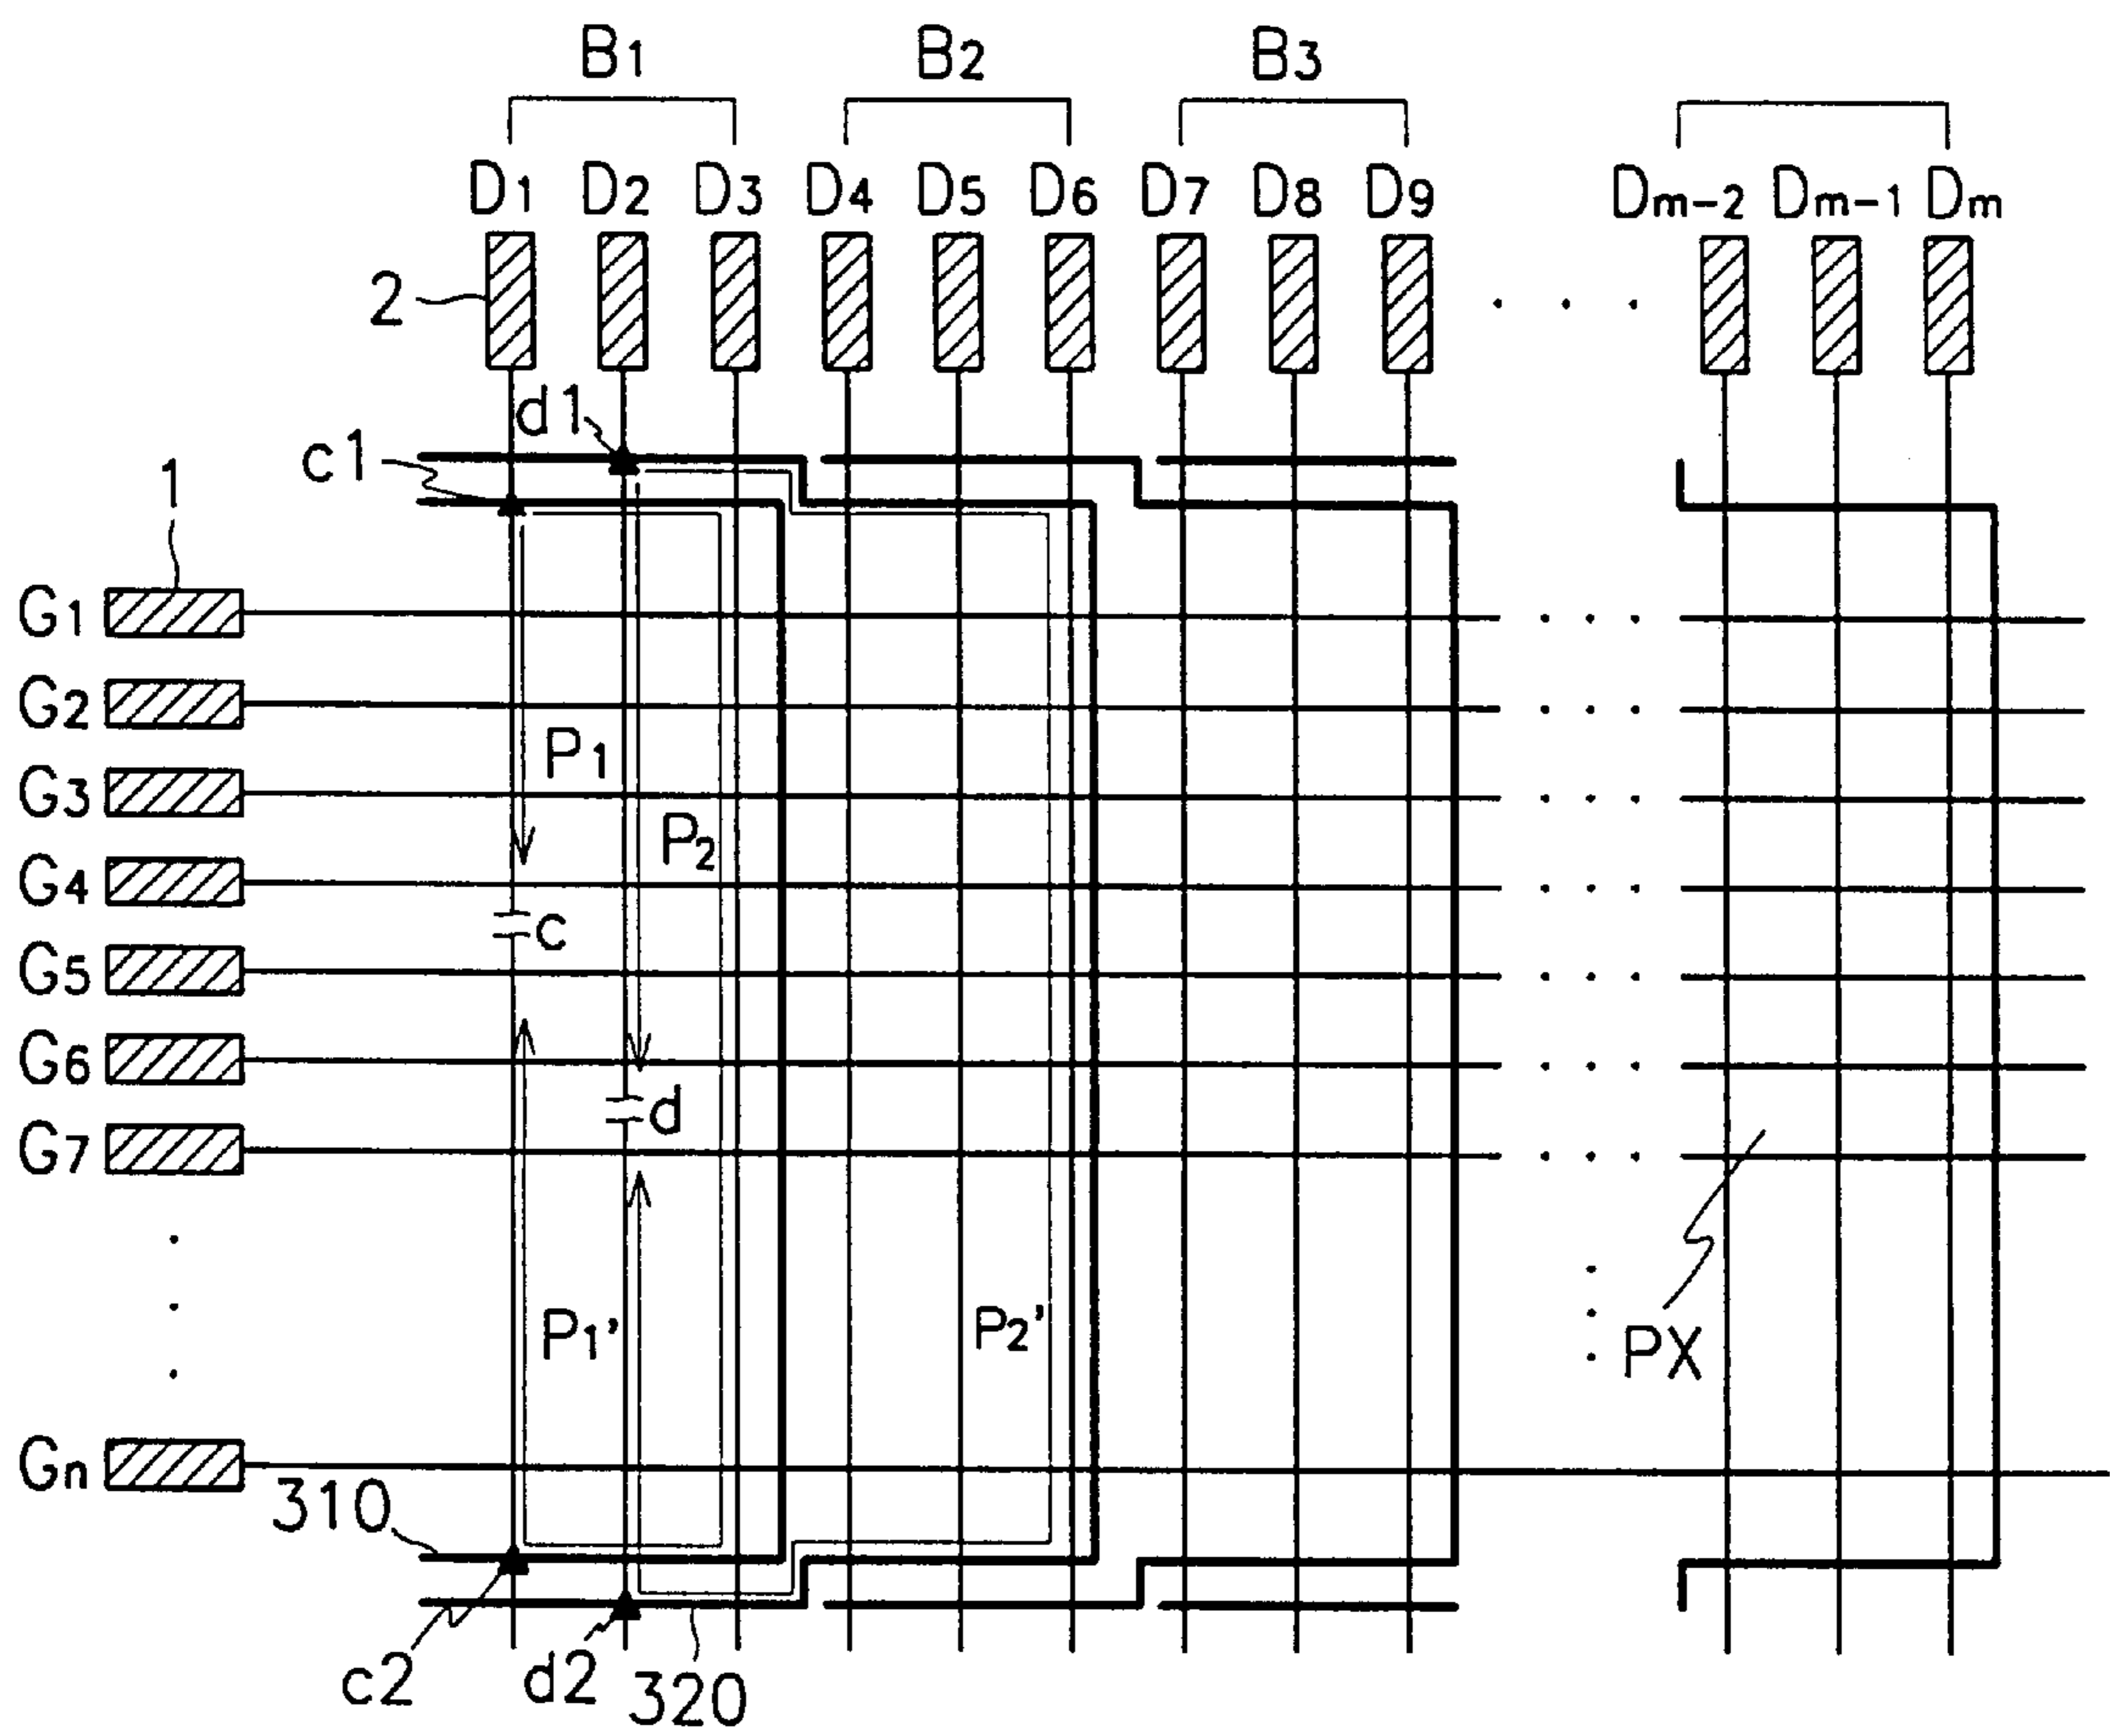 B1 B2 B3
D1 D2 D3 D4 D5 D6 D7 D8 D9 Dm-2 Dm-1 Dm
2
d1
c1
1
G1
G2
P1
G3
P2
G4
c
G5
G6
d
G7
P1' P2'
PX
Gn
310
c2 d2 320